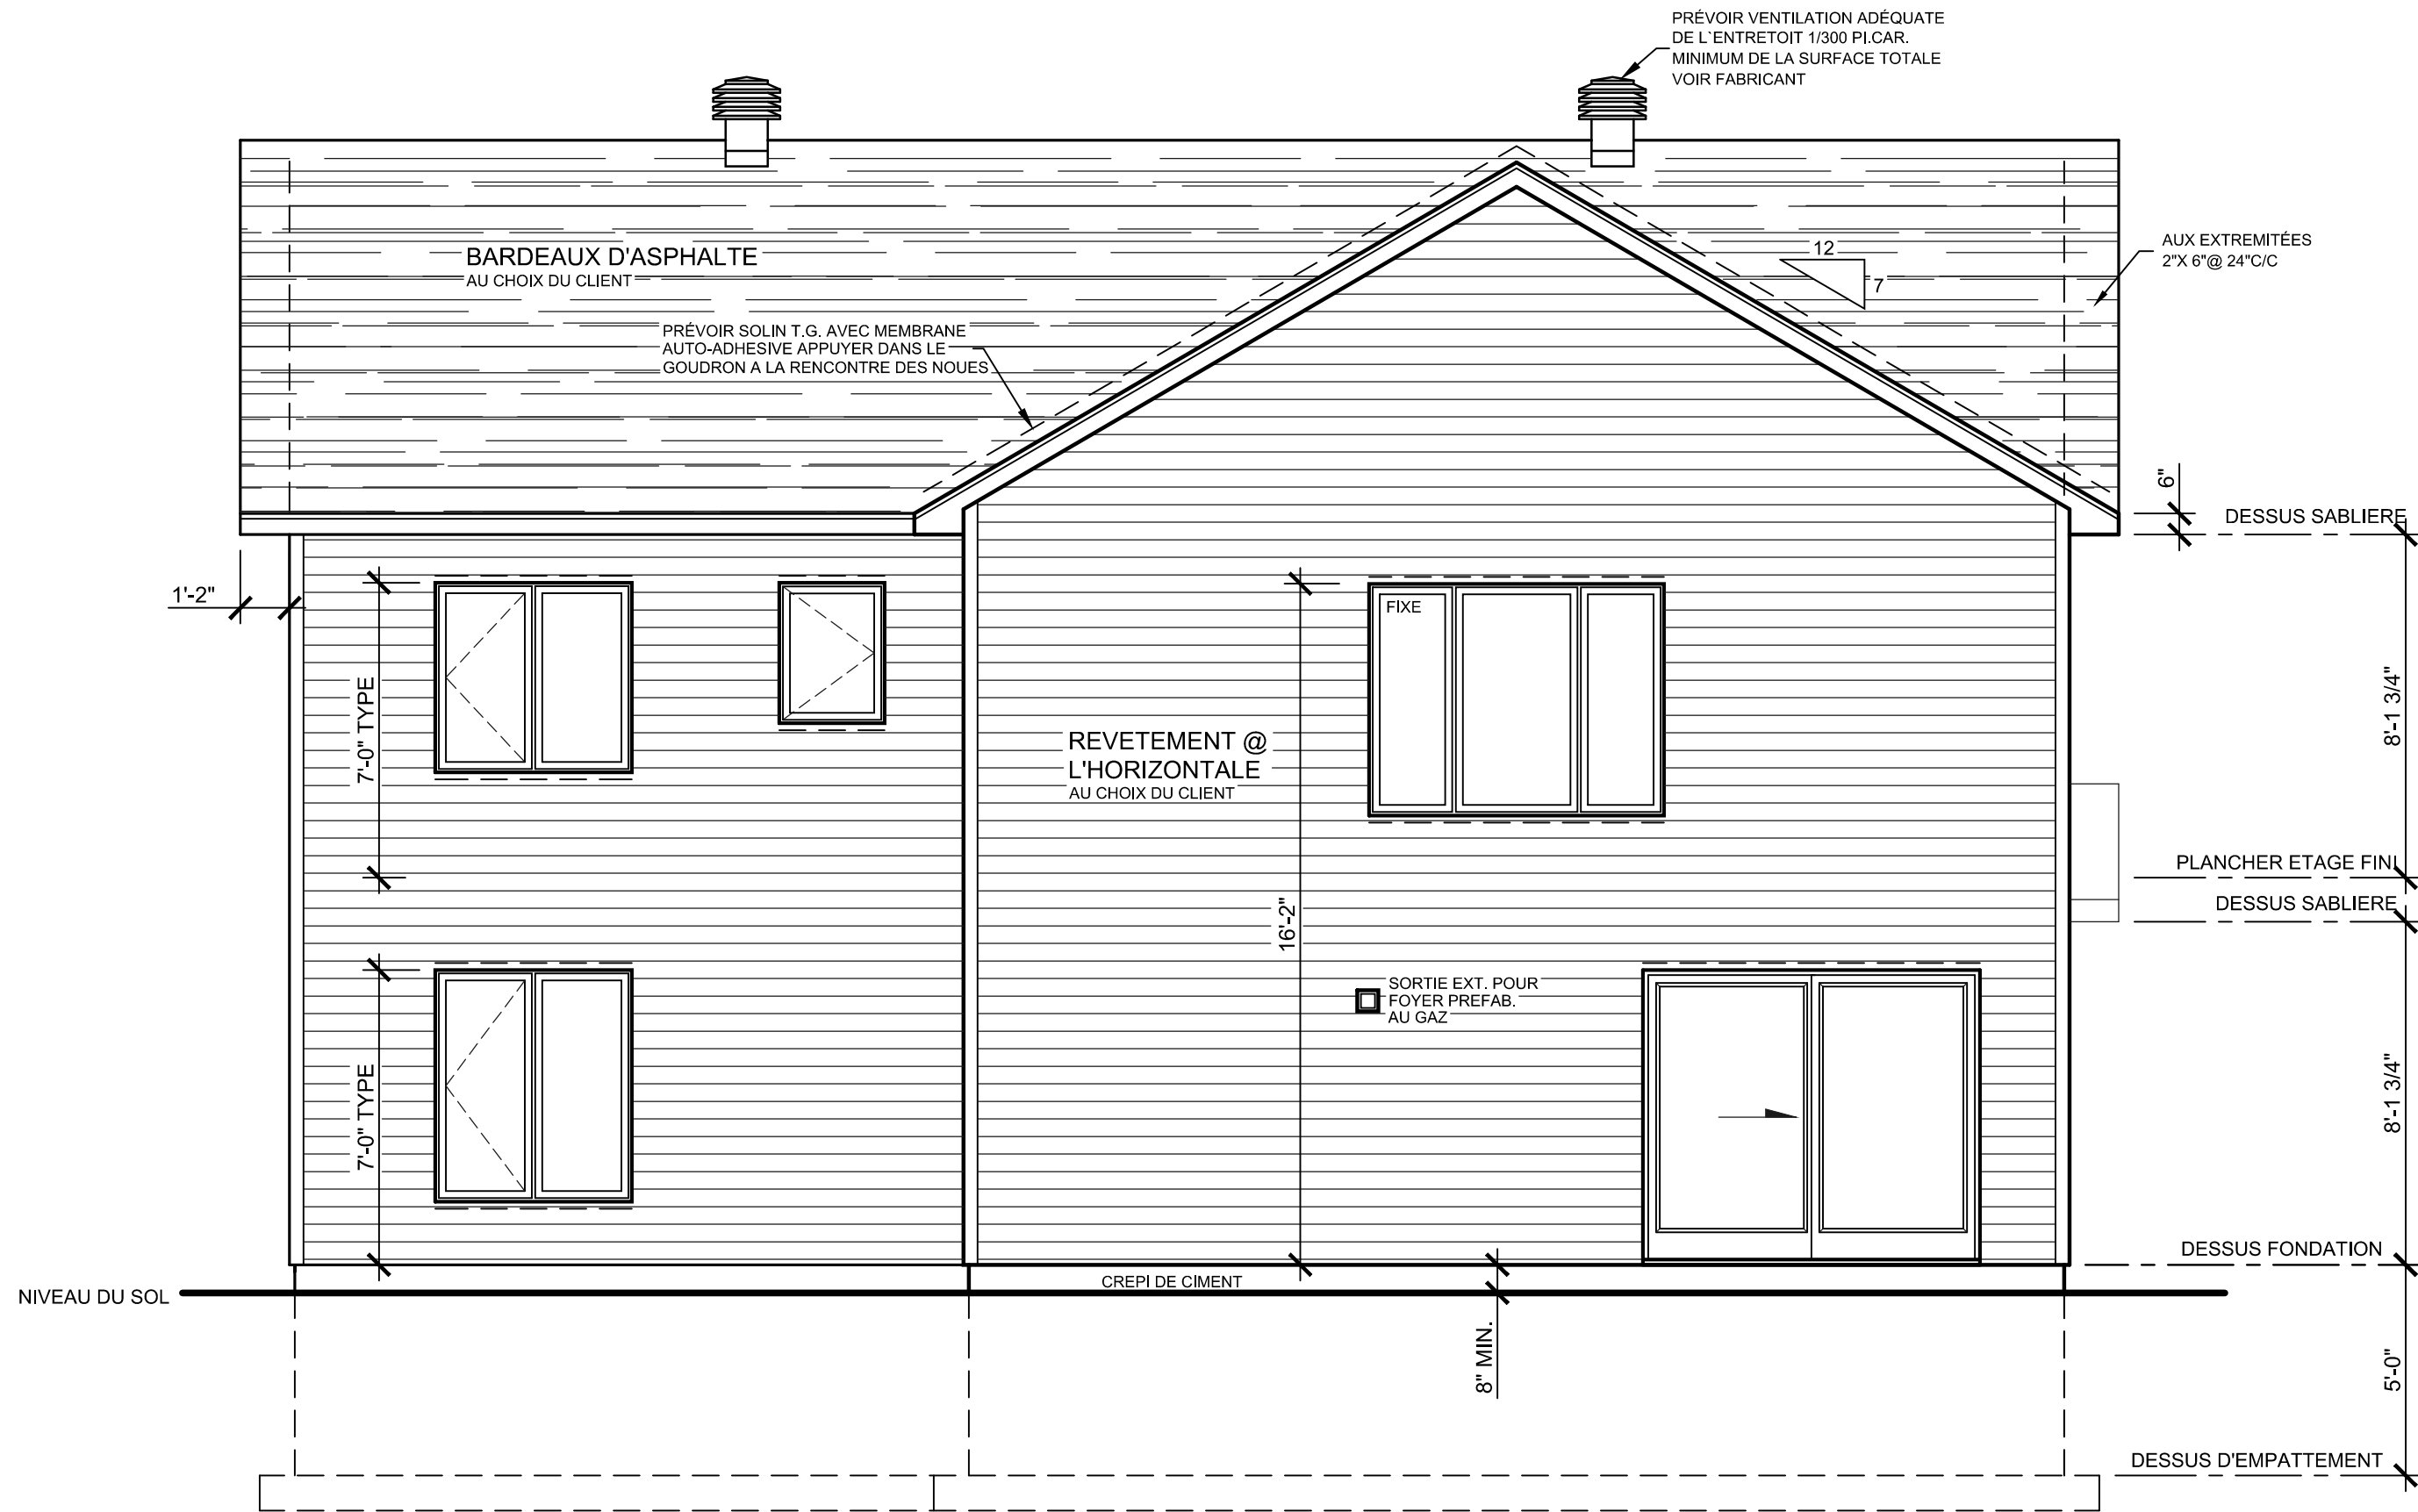 PRÉVOIR VENTILATION ADÉQUATE
DE L`ENTRETOIT 1/300 PI.CAR.
MINIMUM DE LA SURFACE TOTALE
VOIR FABRICANT
BARDEAUX D'ASPHALTE
AU CHOIX DU CLIENT
12
7
AUX EXTREMITÉES
2"X 6"@ 24"C/C
PRÉVOIR SOLIN T.G. AVEC MEMBRANE
AUTO-ADHESIVE APPUYER DANS LE
GOUDRON A LA RENCONTRE DES NOUES
6"
DESSUS SABLIERE
1'-2"
FIXE
7'-0" TYPE
8'-1 3/4"
REVETEMENT @
L'HORIZONTALE
AU CHOIX DU CLIENT
PLANCHER ETAGE FINI
DESSUS SABLIERE
16'-2"
SORTIE EXT. POUR
FOYER PREFAB.
AU GAZ
7'-0" TYPE
8'-1 3/4"
DESSUS FONDATION
CREPI DE CIMENT
NIVEAU DU SOL
8" MIN.
5'-0"
DESSUS D'EMPATTEMENT